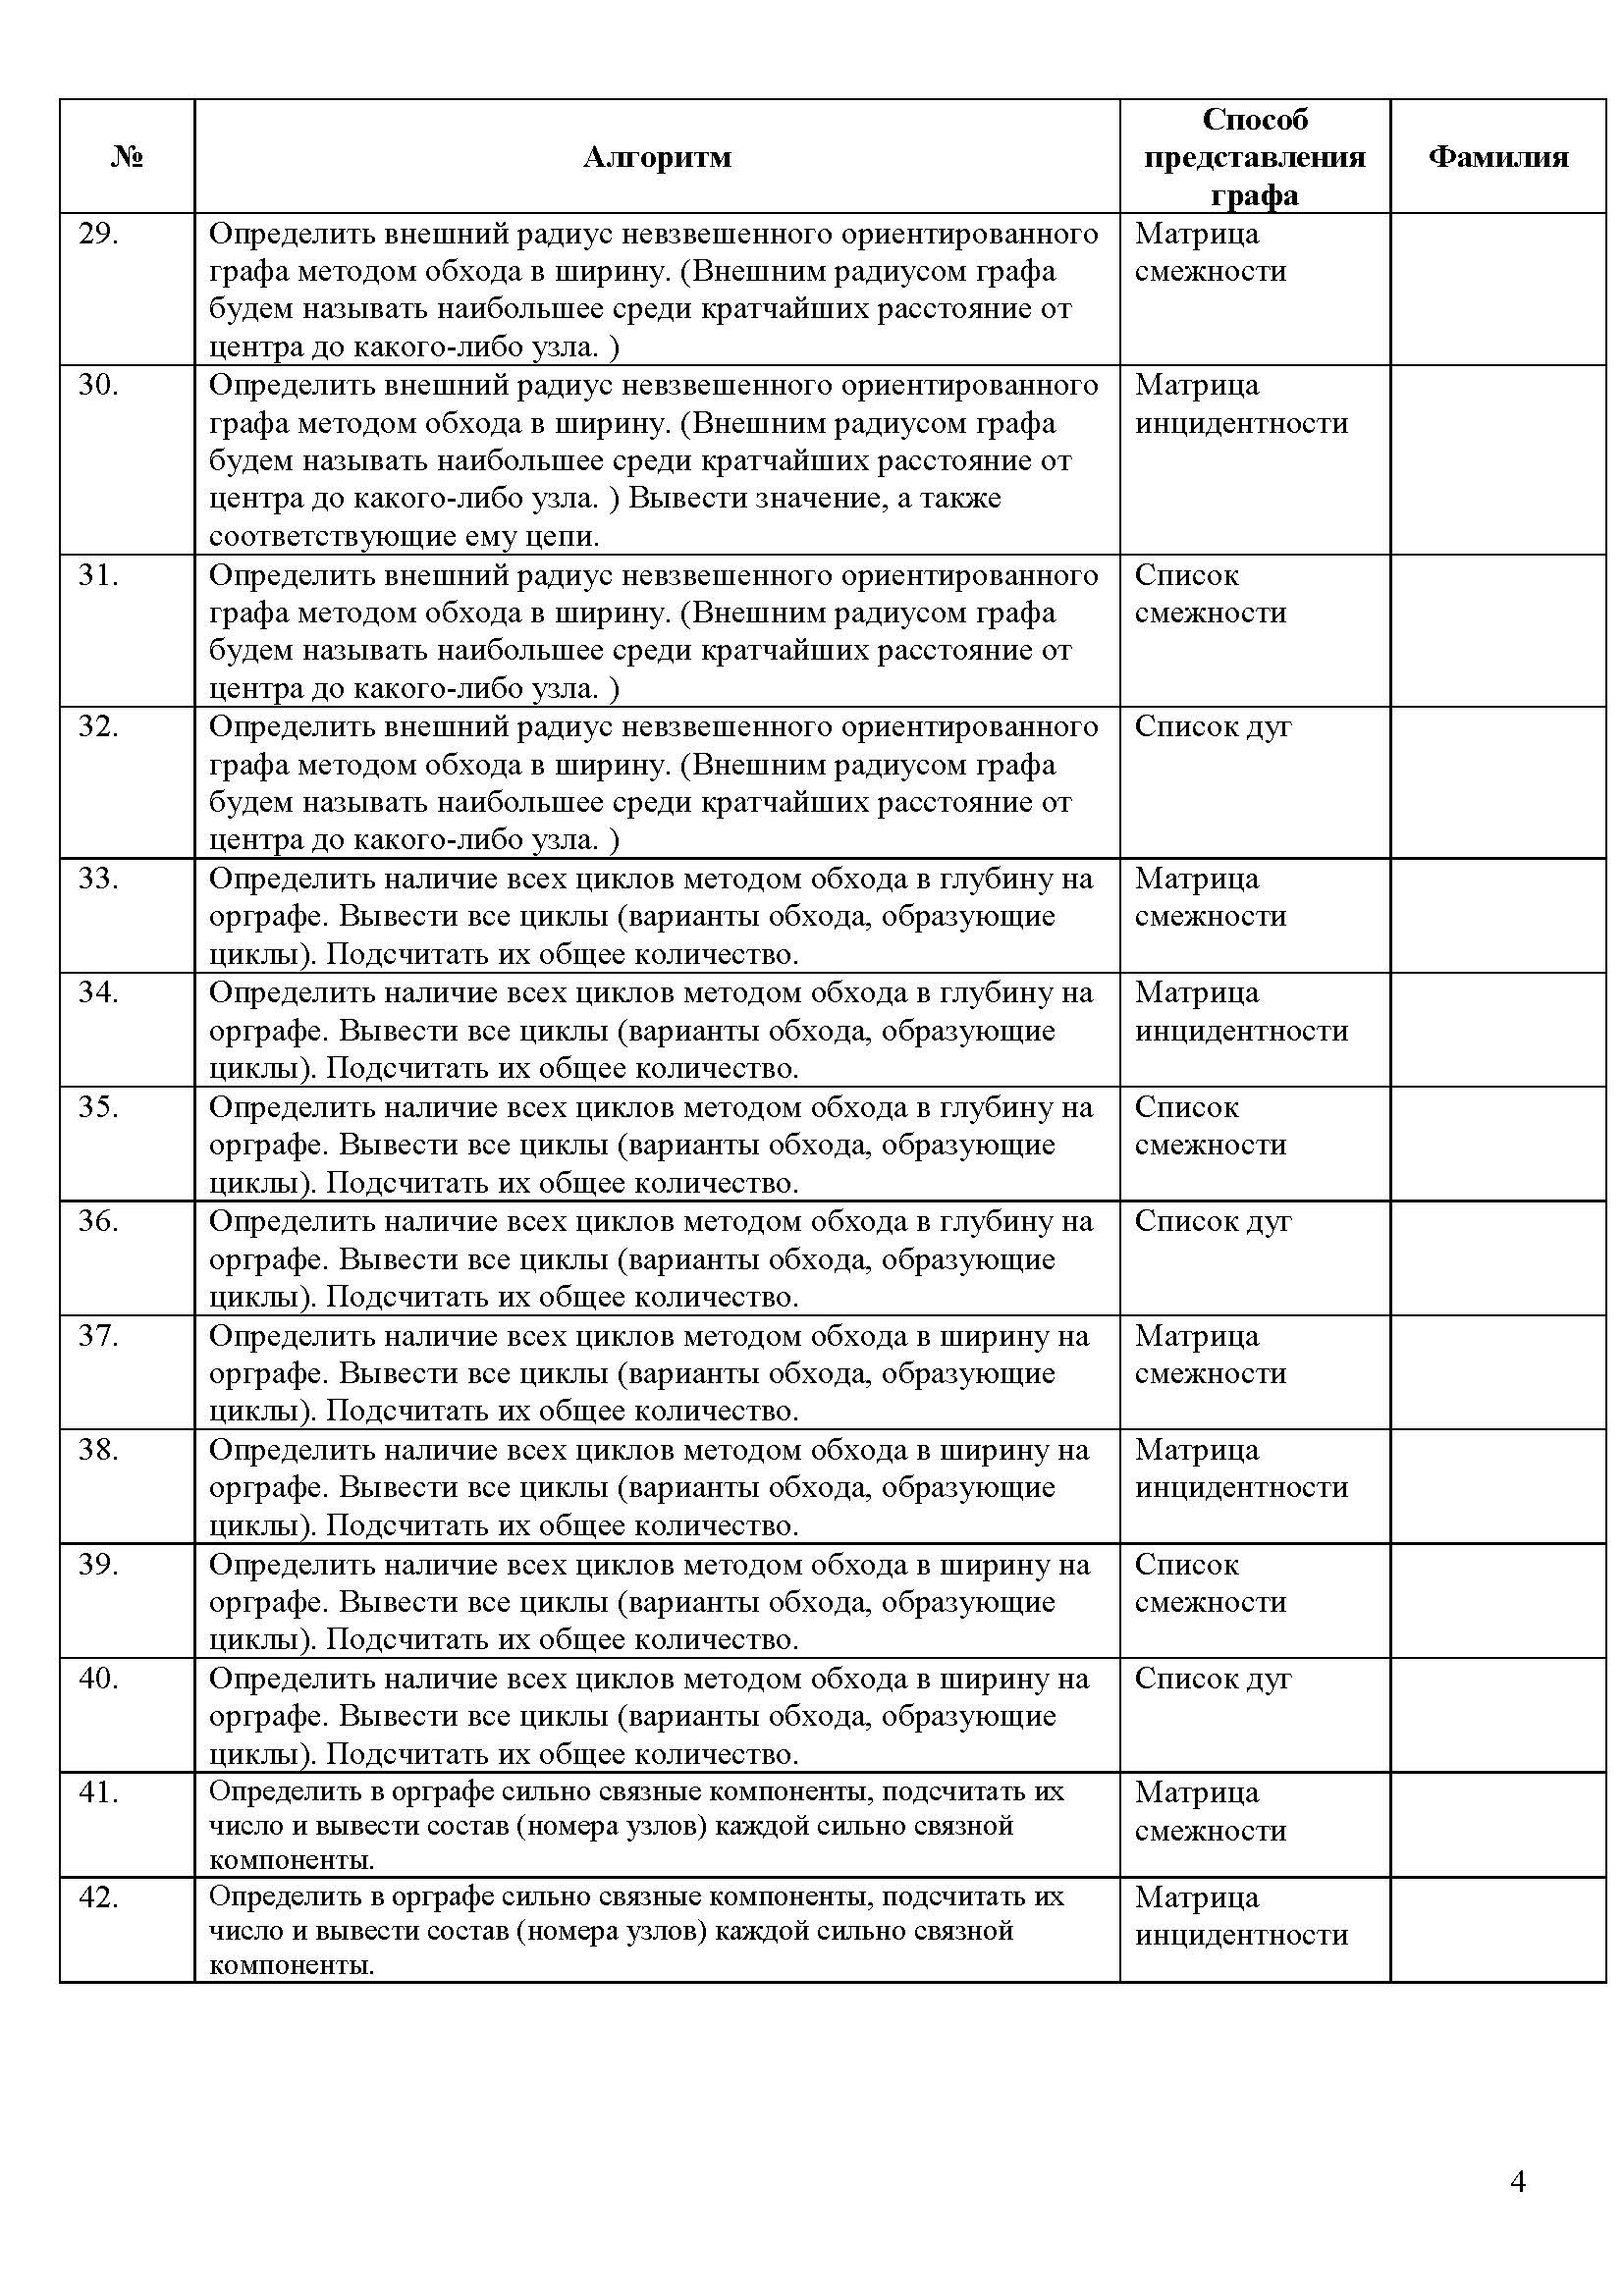 №
Алгоритм
Способ
представления
графа
Фамилия
29.
Определить внешний радиус невзвешенного ориентированного
графа методом обхода в ширину. (Внешним радиусом графа
будем называть наибольшее среди кратчайших расстояние от
центра до какого-либо узла. )
Матрица
смежности
30.
Определить внешний радиус невзвешенного ориентированного
графа методом обхода в ширину. (Внешним радиусом графа
будем называть наибольшее среди кратчайших расстояние от
центра до какого-либо узла. ) Вывести значение, а также
соответствующие ему цепи.
Матрица
инцидентности
31.
Определить внешний радиус невзвешенного ориентированного
графа методом обхода в ширину. (Внешним радиусом графа
будем называть наибольшее среди кратчайших расстояние от
центра до какого-либо узла. )
Список
смежности
32.
Определить внешний радиус невзвешенного ориентированного
графа методом обхода в ширину. (Внешним радиусом графа
будем называть наибольшее среди кратчайших расстояние от
центра до какого-либо узла. )
Список дуг
33.
Определить наличие всех циклов методом обхода в глубину на
орграфе. Вывести все циклы (варианты обхода, образующие
циклы). Подсчитать их общее количество.
Матрица
смежности
34.
Определить наличие всех циклов методом обхода в глубину на
орграфе. Вывести все циклы (варианты обхода, образующие
циклы). Подсчитать их общее количество.
Матрица
инцидентности
35.
Определить наличие всех циклов методом обхода в глубину на
орграфе. Вывести все циклы (варианты обхода, образующие
циклы). Подсчитать их общее количество.
Список
смежности
36.
Определить наличие всех циклов методом обхода в глубину на
орграфе. Вывести все циклы (варианты обхода, образующие
циклы). Подсчитать их общее количество.
Список дуг
37.
Определить наличие всех циклов методом обхода в ширину на
орграфе. Вывести все циклы (варианты обхода, образующие
циклы). Подсчитать их общее количество.
Матрица
смежности
38.
Определить наличие всех циклов методом обхода в ширину на
орграфе. Вывести все циклы (варианты обхода, образующие
циклы). Подсчитать их общее количество.
Матрица
инцидентности
39.
Определить наличие всех циклов методом обхода в ширину на
орграфе. Вывести все циклы (варианты обхода, образующие
циклы). Подсчитать их общее количество.
Список
смежности
40.
Определить наличие всех циклов методом обхода в ширину на
орграфе. Вывести все циклы (варианты обхода, образующие
циклы). Подсчитать их общее количество.
Список дуг
41.
Определить в орграфе сильно связные компоненты, подсчитать их
число и вывести состав (номера узлов) каждой сильно связной
компоненты.
Матрица
смежности
42.
Определить в орграфе сильно связные компоненты, подсчитать их
число и вывести состав (номера узлов) каждой сильно связной
компоненты.
Матрица
инцидентности
4